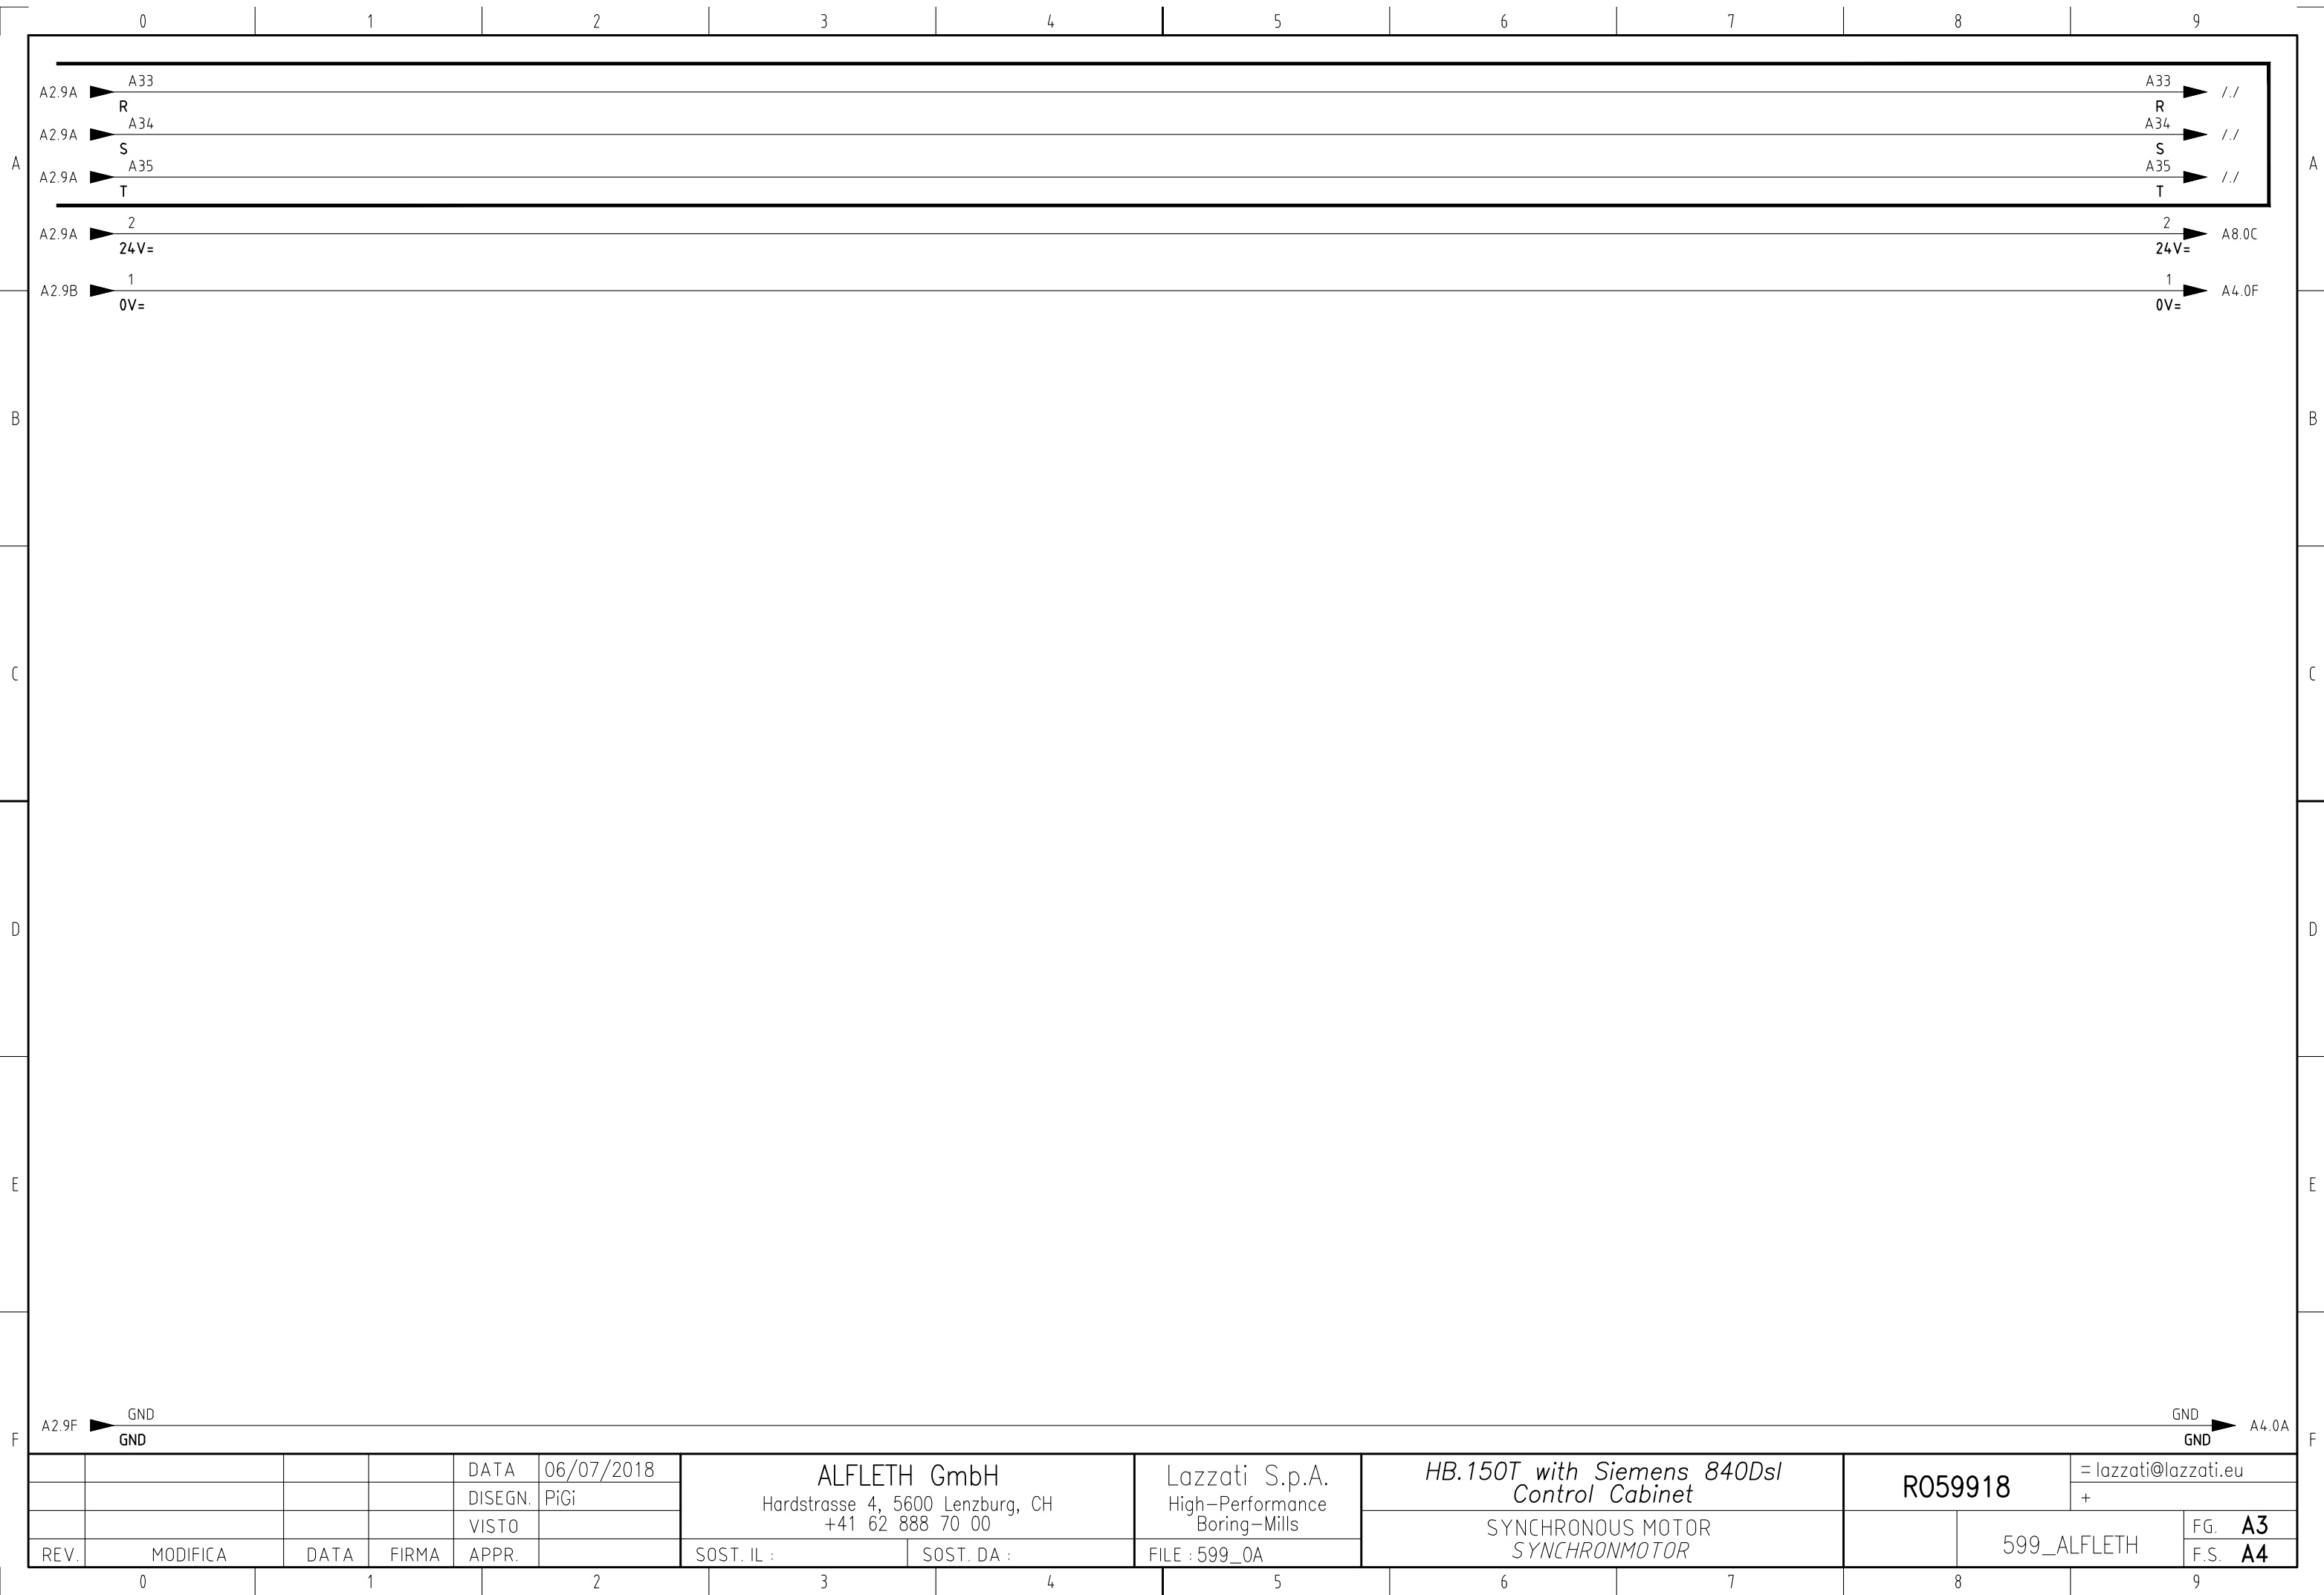 0 1 2 3 4 5 6 7 8 9
A33 A33
A2.9A //.
R R
A34 A34
A2.9A /./
S S
A A35 A35 A
A2.9A /./
T T
2 2
A2.9A A8.0C
24V= 24V=
1 1
A2.9B A4.0F
0V= 0V=
B B
C C
D D
E E
GND GND
A2.9F A4.0A
F GND GND F
DATA 06/07/2018
DISEGN. PiGi
VISTO
REV. MODIFICA DATA FIRMA APPR.
ALFLETH GmbH
Hardstrasse 4, 5600 Lenzburg, CH
+41 62 888 70 00
SOST. IL : SOST. DA :
Lazzati S.p.A.
High-Performance
Boring-Mills
FILE : 599_0A
HB.150T with Siemens 840Dsl
Control Cabinet
SYNCHRONOUS MOTOR
SYNCHRONMOTOR
RO59918
= lazzati@lazzati.eu
+
599_ALFLETH
FG. A3
F.S. A4
0 1 2 3 4 5 6 7 8 9